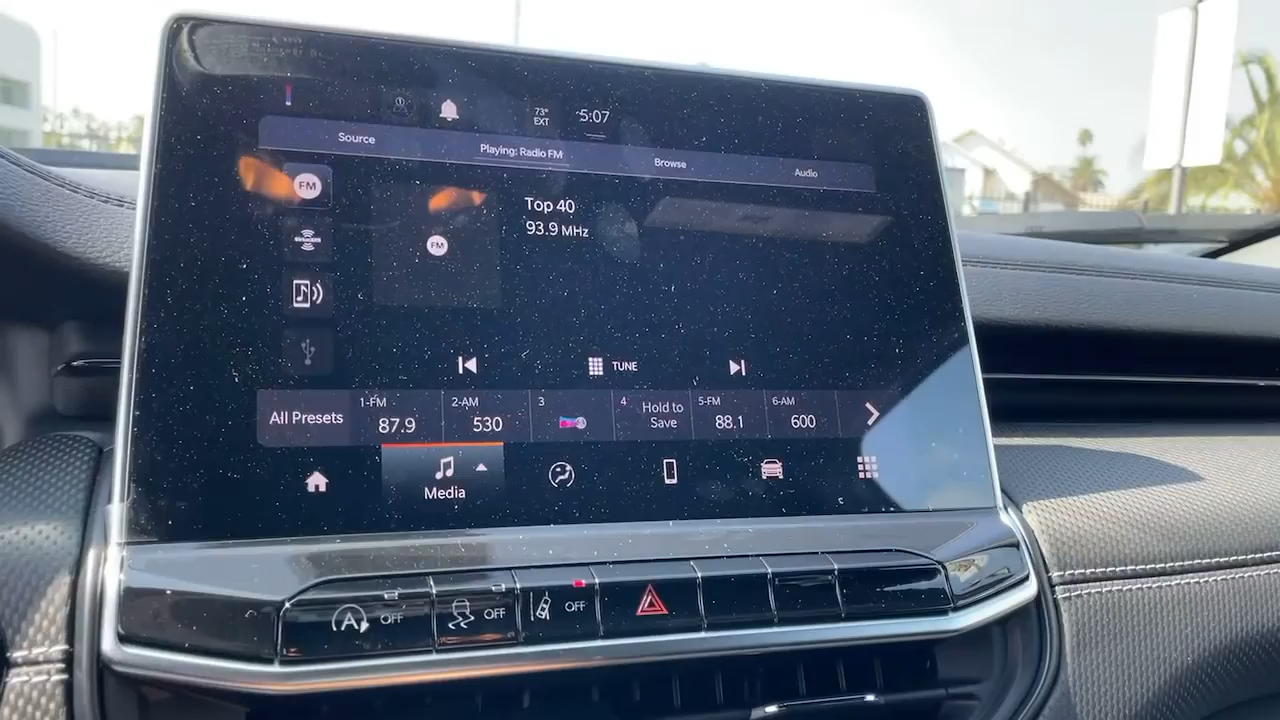 73° 5:07
EXT
Source Playing: Radio FM Browse Audio
FM
Top 40
93.9 MHz
FM
SiriusXM
TUNE
All Presets
1-FM 2-AM 3 4 5-FM 6-AM
87.9 530 Hold to 88.1 600
Save
Media
A OFF OFF OFF